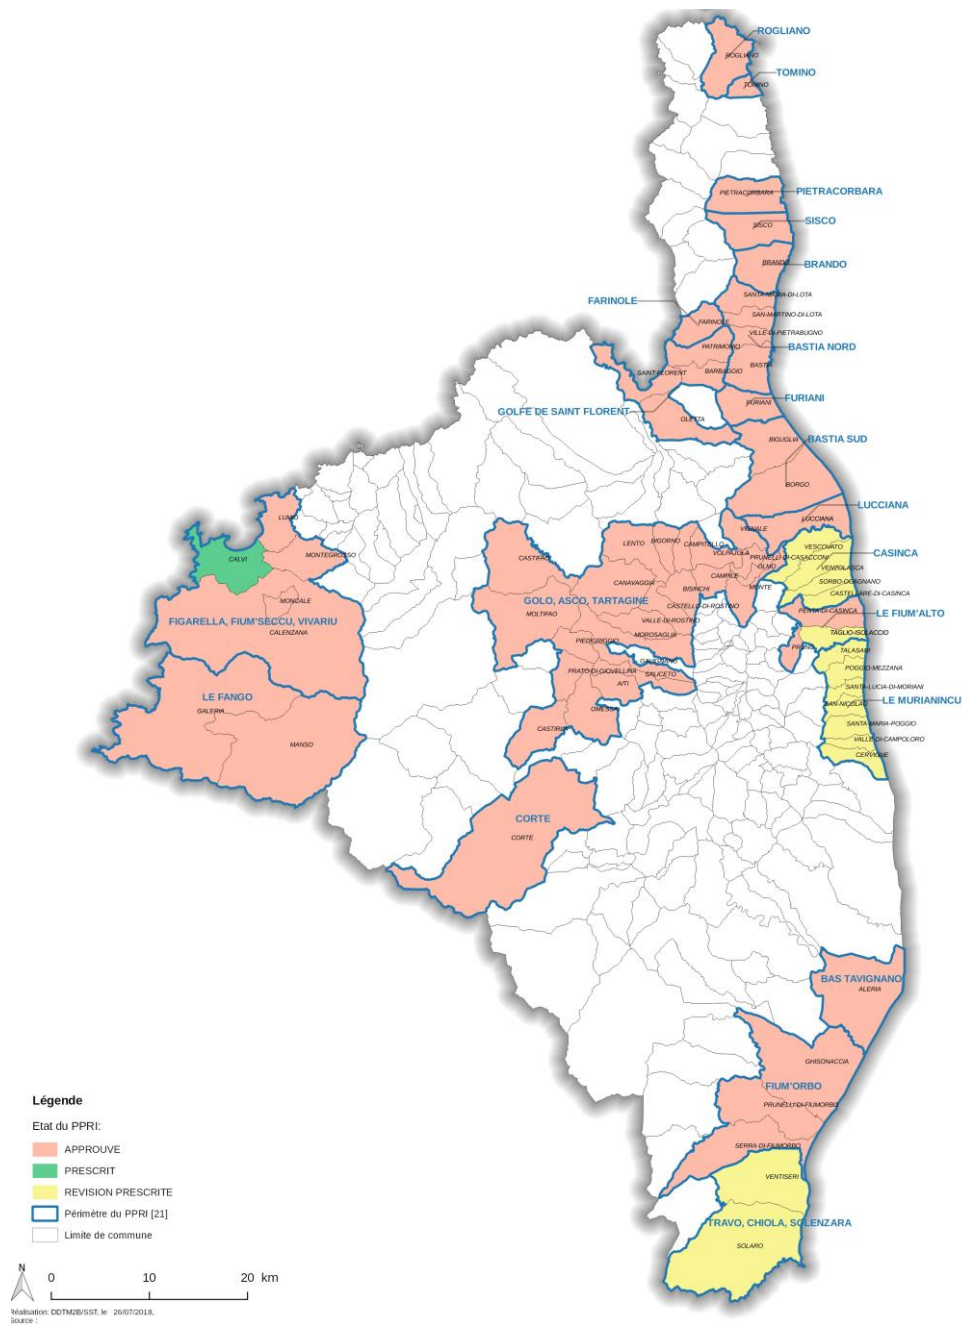 ROGLIANO
ROGLIANO
TOMINO
TOMINO
PIETRACORBARA
PIETRACORBARA
SISCO
SISCO
BRANDO
BRANDO
SANTA-MARIA-DI-LOTA
FARINOLE
SAN-MARTINO-DI-LOTA
FARINOLE
VILLE-DI-PIETRABUGNO
PATRIMONIO
BASTIA NORD
BASTIA
SAINT-FLORENT
BARBAGGIO
FURIANI
FURIANI
GOLFE DE SAINT FLORENT
OLETTA
BIGUGLIA
BASTIA SUD
BORGO
LUCCIANA
LUMIO
LUCCIANA
VIGNALE
LENTO
BIGORNO
CAMPITELLO
VESCOVATO
MONTEGROSSO
VOLPAJOLA
CASINCA
CALVI
CASTIFAO
PRUNELLI-DI-CASACCONI
OLMO
VENZOLASCA
CAMPILE
CANAVAGGIA
SORBO-OCAGNANO
BISINCHI
MONTE
CASTELLARE-DI-CASINCA
MONCALE
GOLO, ASCO, TARTAGINE
CASTELLO-DI-ROSTINO
PENTA-DI-CASINCA
LE FIUM'ALTO
MOLTIFAO
FIGARELLA, FIUM'SECCU, VIVARIU
VALLE-DI-ROSTINO
CALENZANA
MOROSAGLIA
TAGLIO-ISOLACCIO
PIEDIGRIGGIO
TALASANI
GAVIGNANO
POGGIO-MEZZANA
PRATO-DI-GIOVELLINA
SALICETO
AITI
SANTA-LUCIA-DI-MORIANI
LE FANGO
LE MURIANINCU
SAN-NICOLAO
GALERIA
OMESSA
SANTA-MARIA-POGGIO
CASTIRLA
VALLE-DI-CAMPOLORO
MANSO
CERVIONE
CORTE
CORTE
BAS TAVIGNANO
ALERIA
GHISONACCIA
FIUM'ORBO
PRUNELLI-DI-FIUMORBO
SERRA-DI-FIUMORBO
VENTISERI
TRAVO, CHIOLA, SOLENZARA
SOLARO
Légende
Etat du PPRI:
APPROUVE
PRESCRIT
REVISION PRESCRITE
Périmètre du PPRI [21]
Limite de commune
N
0 10 20 km
Réalisation: DDTM2B/SST, le 26/07/2018,
Source :